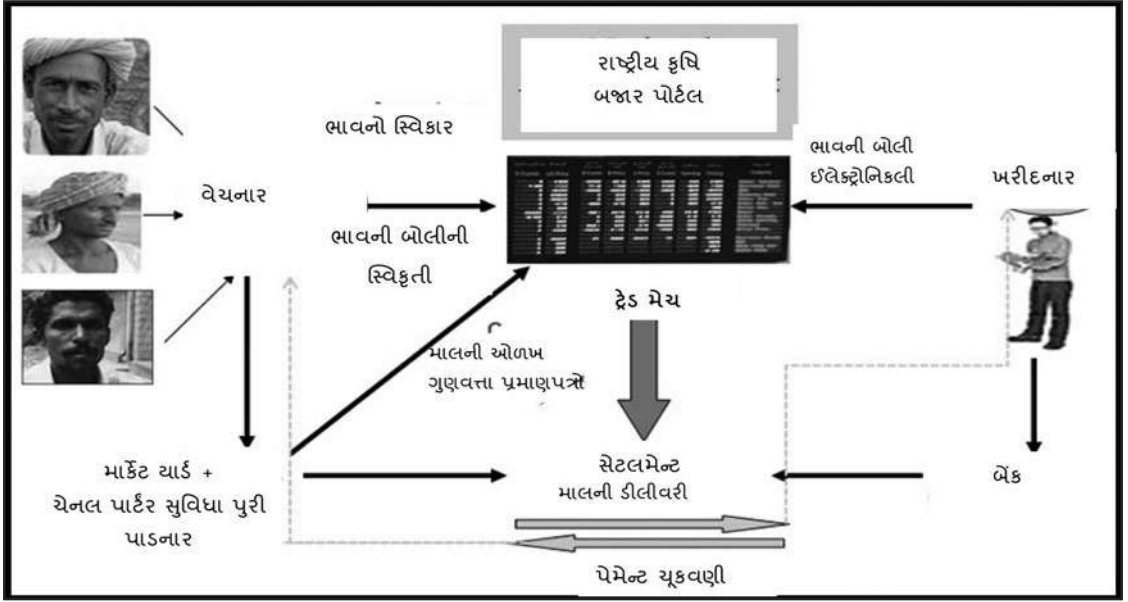 રાષ્ટ્રીય કૃષિ
બજાર પોર્ટલ
ભાવનો સ્વિકાર
ભાવની બોલી
ઈલેક્ટ્રોનિકલી
ખરીદનાર
વેચનાર
ભાવની બોલીની
સ્વિકૃતી
ટ્રેડ મેચ
માલની ઓળખ
ગુણવત્તા પ્રમાણપત્રો
માર્કેટ યાર્ડ +
ચેનલ પાર્ટર સુવિધા પુરી
પાડનાર
સેટલમેન્ટ
માલની ડીલીવરી
બેંક
પેમેન્ટ ચૂકવણી